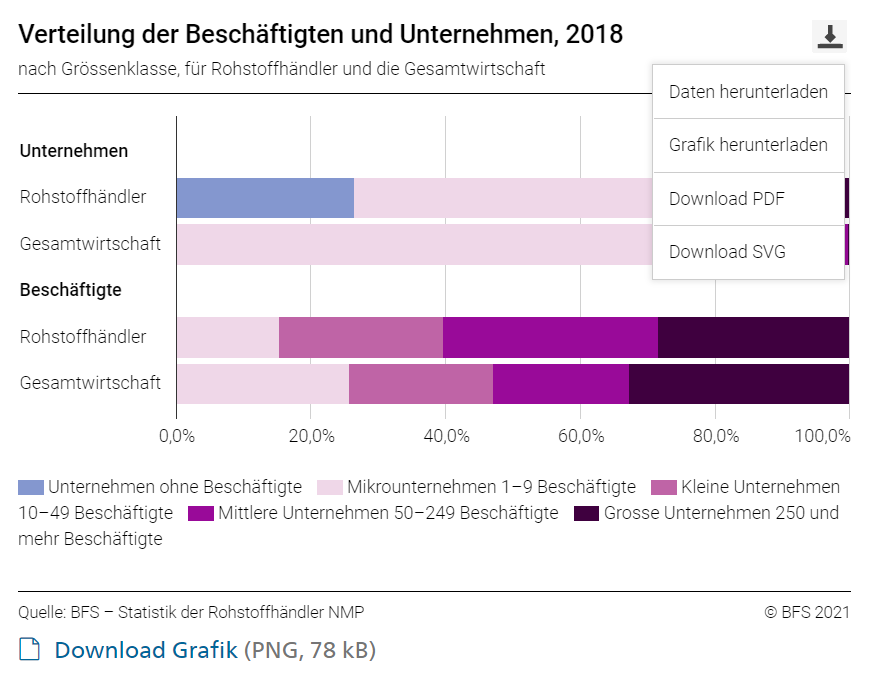 Verteilung der Beschäftigten und Unternehmen, 2018
nach Grössenklasse, für Rohstoffhändler und die Gesamtwirtschaft
Daten herunterladen
Grafik herunterladen
Download PDF
Download SVG
Unternehmen
Rohstoffhändler
Gesamtwirtschaft
Beschäftigte
Rohstoffhändler
Gesamtwirtschaft
0,0% 20,0% 40,0% 60,0% 80,0% 100,0%
Unternehmen ohne Beschäftigte Mikrounternehmen 1–9 Beschäftigte Kleine Unternehmen
10–49 Beschäftigte Mittlere Unternehmen 50–249 Beschäftigte Grosse Unternehmen 250 und
mehr Beschäftigte
Quelle: BFS – Statistik der Rohstoffhändler NMP © BFS 2021
Download Grafik (PNG, 78 kB)